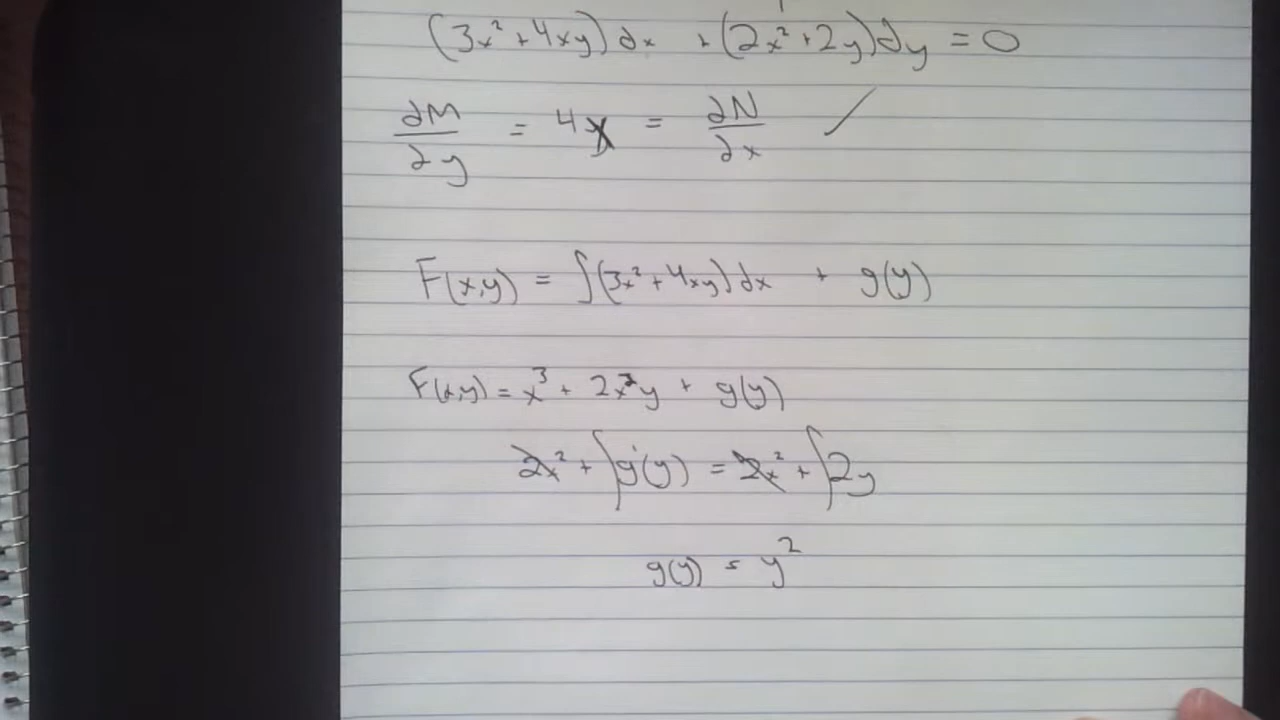 (3x² + 4xy) dx + (2x² + 2y) dy = 0
∂M/∂y = 4x = ∂N/∂x ✓
F(x,y) = ∫(3x² + 4xy) dx + g(y)
F(x,y) = x³ + 2x²y + g(y)
2x² + ∫g'(y) = 2x² + ∫2y
g(y) = y²